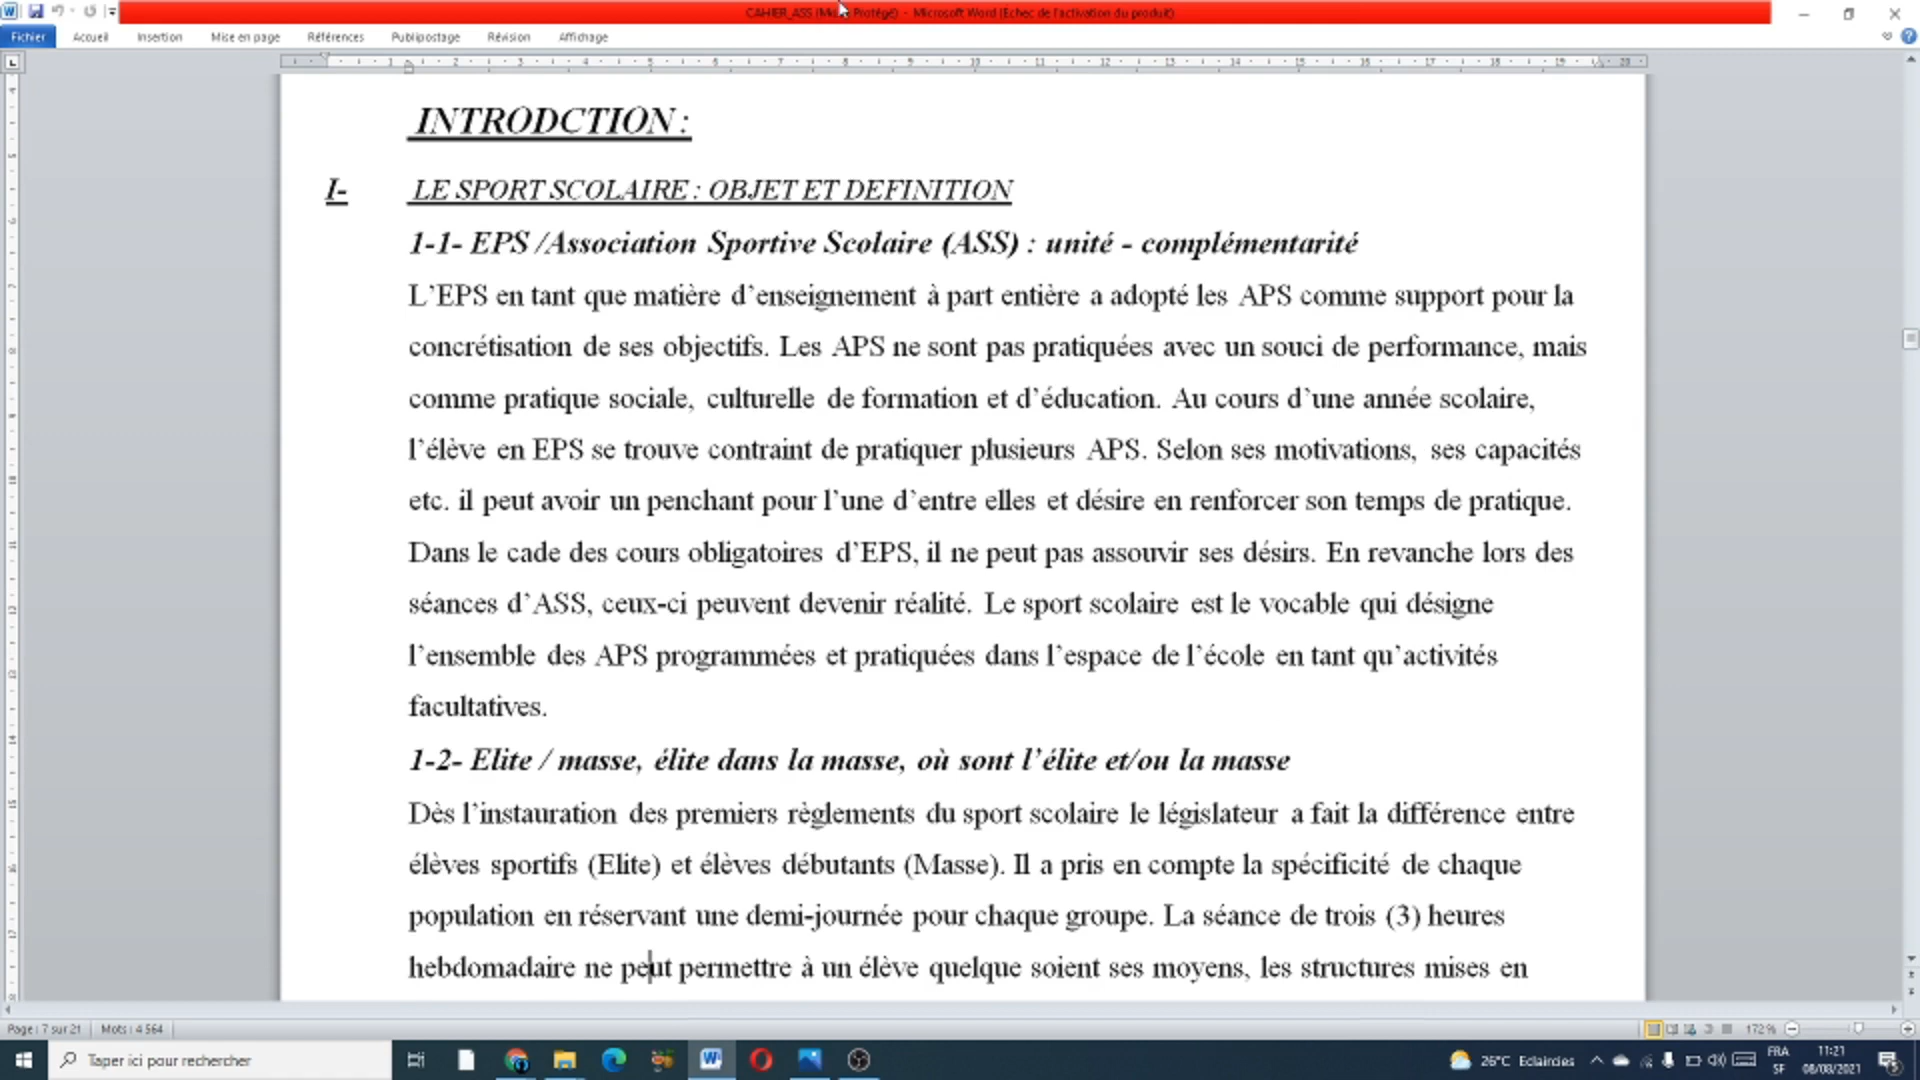 CAHIER_ASS (Mode Protégé) - Microsoft Word (Échec de l'activation du produit)
Fichier Accueil Insertion Mise en page Références Publipostage Révision Affichage
INTRODCTION :
I- LE SPORT SCOLAIRE : OBJET ET DEFINITION
1-1- EPS /Association Sportive Scolaire (ASS) : unité - complémentarité
L’EPS en tant que matière d’enseignement à part entière a adopté les APS comme support pour la
concrétisation de ses objectifs. Les APS ne sont pas pratiquées avec un souci de performance, mais
comme pratique sociale, culturelle de formation et d’éducation. Au cours d’une année scolaire,
l’élève en EPS se trouve contraint de pratiquer plusieurs APS. Selon ses motivations, ses capacités
etc. il peut avoir un penchant pour l’une d’entre elles et désire en renforcer son temps de pratique.
Dans le cade des cours obligatoires d’EPS, il ne peut pas assouvir ses désirs. En revanche lors des
séances d’ASS, ceux-ci peuvent devenir réalité. Le sport scolaire est le vocable qui désigne
l’ensemble des APS programmées et pratiquées dans l’espace de l’école en tant qu’activités
facultatives.
1-2- Elite / masse, élite dans la masse, où sont l’élite et/ou la masse
Dès l’instauration des premiers règlements du sport scolaire le législateur a fait la différence entre
élèves sportifs (Elite) et élèves débutants (Masse). Il a pris en compte la spécificité de chaque
population en réservant une demi-journée pour chaque groupe. La séance de trois (3) heures
hebdomadaire ne peut permettre à un élève quelque soient ses moyens, les structures mises en
Page : 7 sur 21 Mots : 4 564 172 %
Taper ici pour rechercher 26°C Eclaircies FRA 11:21
SF 08/08/2021